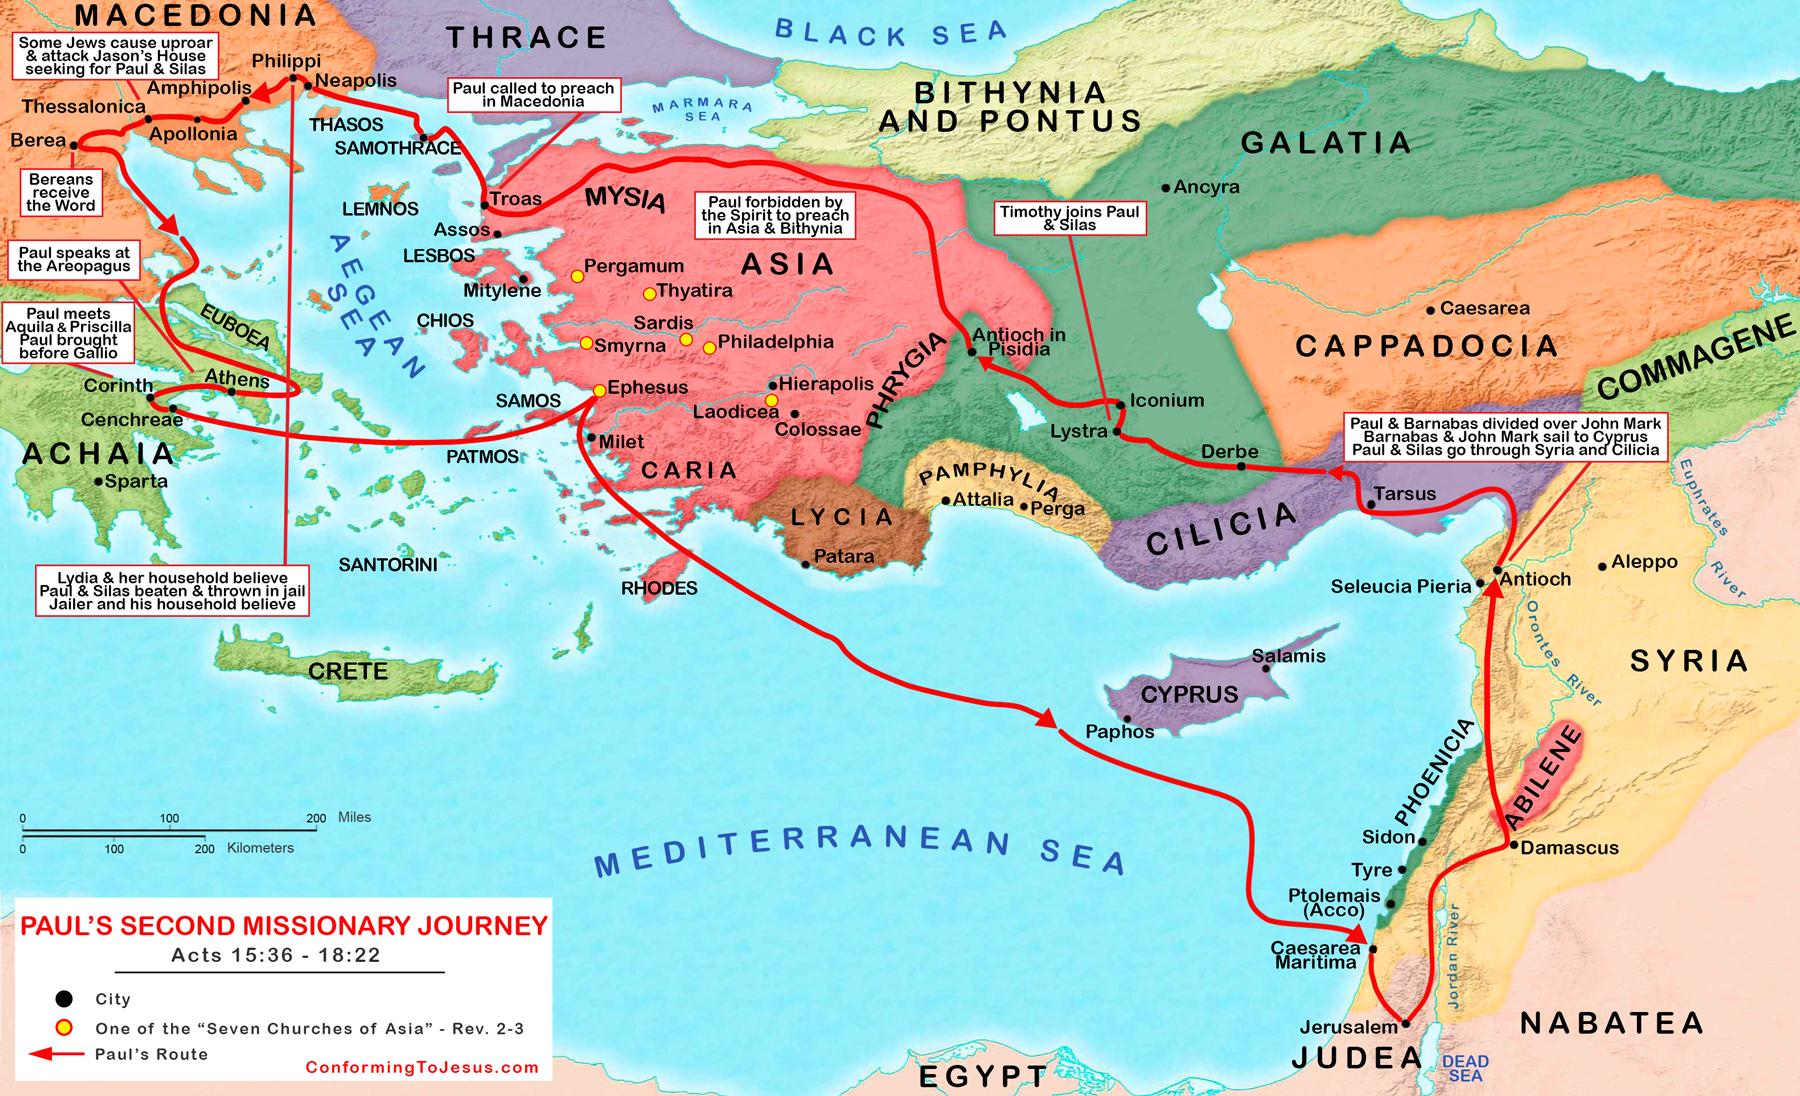 MACEDONIA
THRACE
BLACK SEA
Some Jews cause uproar
& attack Jason's House
seeking for Paul & Silas
Philippi
Neapolis
Amphipolis
Thessalonica
Apollonia
Berea
Paul called to preach
in Macedonia
MARMARA
SEA
BITHYNIA
AND PONTUS
GALATIA
THASOS
SAMOTHRACE
Ancyra
Bereans
receive
the Word
Troas
MYSIA
LEMNOS
Assos
Paul forbidden by
the Spirit to preach
in Asia & Bithynia
Timothy joins Paul
& Silas
Paul speaks at
the Areopagus
AEGEAN
SEA
LESBOS
Mitylene
Pergamum
Thyatira
ASIA
Paul meets
Aquila & Priscilla
Paul brought
before Gallio
EUBOEA
CHIOS
Sardis
Smyrna
Philadelphia
PHRYGIA
Antioch in
Pisidia
Caesarea
CAPPADOCIA
COMMAGENE
Corinth
Athens
Cenchreae
SAMOS
Ephesus
Hierapolis
Laodicea
Colossae
Iconium
Lystra
Derbe
Paul & Barnabas divided over John Mark
Barnabas & John Mark sail to Cyprus
Paul & Silas go through Syria and Cilicia
ACHAIA
Sparta
PATMOS
Milet
CARIA
PAMPHYLIA
Attalia
Perga
LYCIA
Patara
CILICIA
Tarsus
Euphrates
River
SANTORINI
RHODES
Lydia & her household believe
Paul & Silas beaten & thrown in jail
Jailer and his household believe
Seleucia Pieria
Antioch
Aleppo
Orontes
River
SYRIA
CRETE
Salamis
CYPRUS
Paphos
PHOENICIA
ABILENE
0 100 200 Miles
0 100 200 Kilometers
MEDITERRANEAN SEA
Sidon
Damascus
Tyre
Ptolemais
(Acco)
Caesarea
Maritima
Jordan River
Jerusalem
JUDEA
DEAD
SEA
NABATEA
EGYPT
PAUL'S SECOND MISSIONARY JOURNEY
Acts 15:36 - 18:22
City
One of the “Seven Churches of Asia” - Rev. 2-3
Paul's Route
ConformingToJesus.com